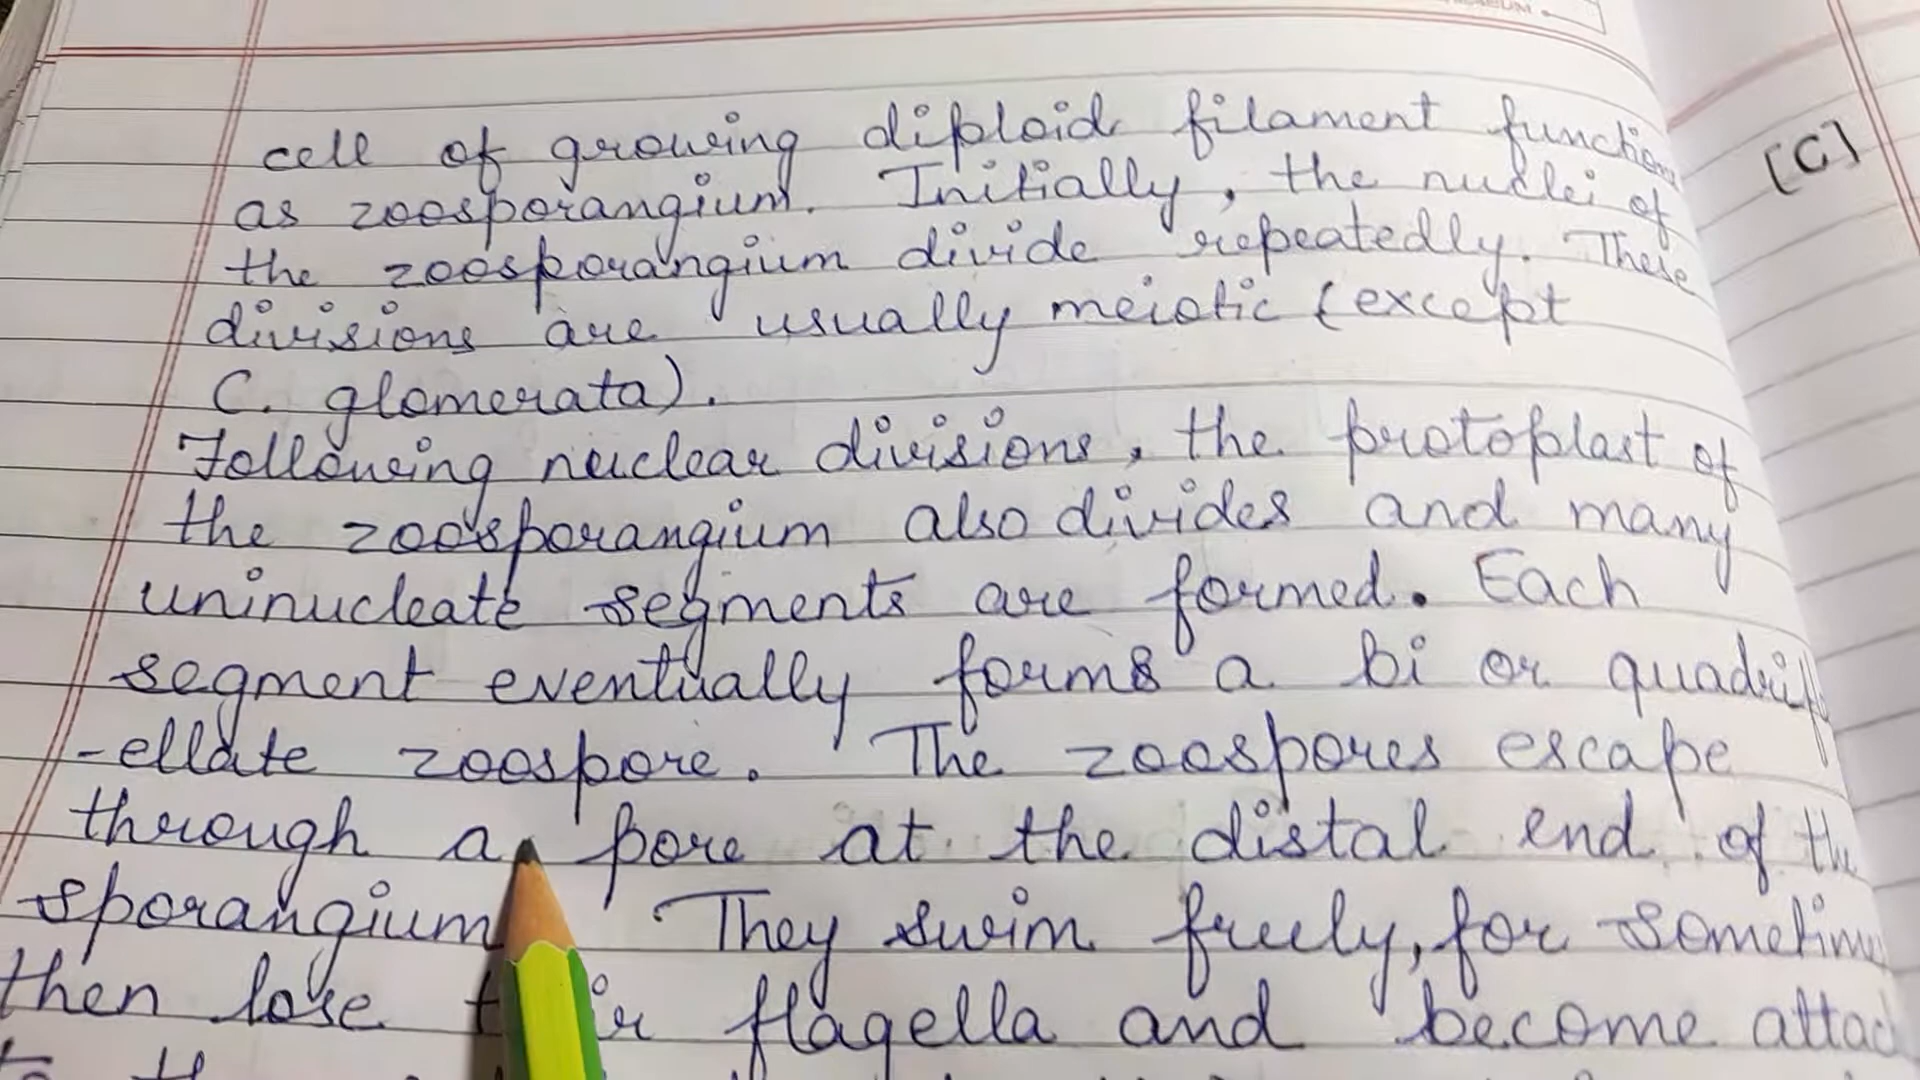 cell of growing diploid filament functions
as zoosporangium. Initially, the nuclei of
the zoosporangium divide repeatedly. These
divisions are usually meiotic (except
C. glomerata).
Following nuclear divisions, the protoplast of
the zoosporangium also divides and many
uninucleate segments are formed. Each
segment eventually forms a bi or quadrifl
-ellate zoospore. The zoospores escape
through a pore at the distal end of the
sporangium They swim freely, for sometime
then lose their flagella and become attac
[C]